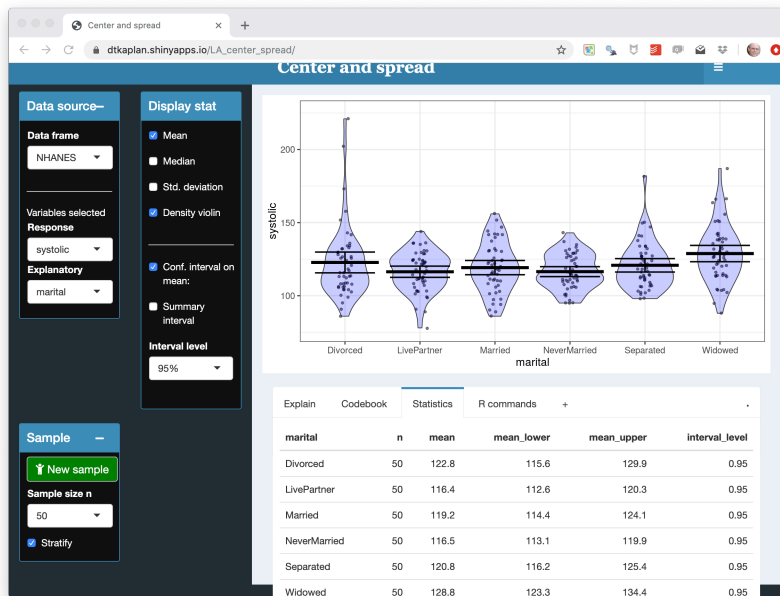 Center and spread
dtkaplan.shinyapps.io/LA_center_spread/
Center and spread
Data source
Data frame
NHANES
Variables selected
Response
systolic
Explanatory
marital
Display stat
Mean
Median
Std. deviation
Density violin
Conf. interval on
mean:
Summary
interval
Interval level
95%
Sample
New sample
Sample size n
50
Stratify
systolic
200
150
100
Divorced LivePartner Married NeverMarried Separated Widowed
marital
Explain Codebook Statistics R commands +
marital n mean mean_lower mean_upper interval_level
Divorced 50 122.8 115.6 129.9 0.95
LivePartner 50 116.4 112.6 120.3 0.95
Married 50 119.2 114.4 124.1 0.95
NeverMarried 50 116.5 113.1 119.9 0.95
Separated 50 120.8 116.2 125.4 0.95
Widowed 50 128.8 123.3 134.4 0.95